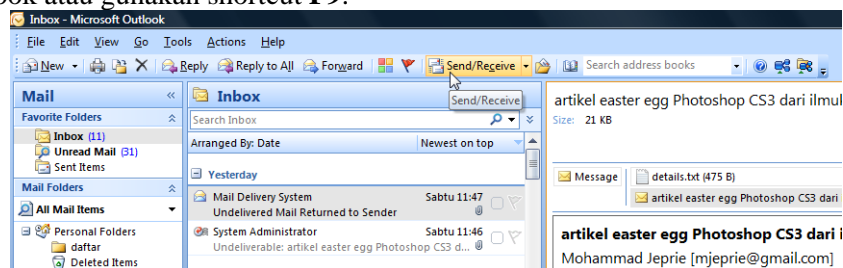 ook atau gunakan shortcut F9.
Inbox - Microsoft Outlook
File Edit View Go Tools Actions Help
New Reply Reply to All Forward Send/Receive Search address books
Mail
Favorite Folders
Inbox (11)
Unread Mail (31)
Sent Items
Mail Folders
All Mail Items
Personal Folders
daftar
Deleted Items
Inbox
Send/Receive
Search Inbox
Arranged By: Date Newest on top
Yesterday
Mail Delivery System Sabtu 11:47
Undelivered Mail Returned to Sender
System Administrator Sabtu 11:46
Undeliverable: artikel easter egg Photoshop CS3 d...
artikel easter egg Photoshop CS3 dari ilmu
Size: 21 KB
Message details.txt (475 B)
artikel easter egg Photoshop CS3 dari
artikel easter egg Photoshop CS3 dari
Mohammad Jeprie [mjeprie@gmail.com]